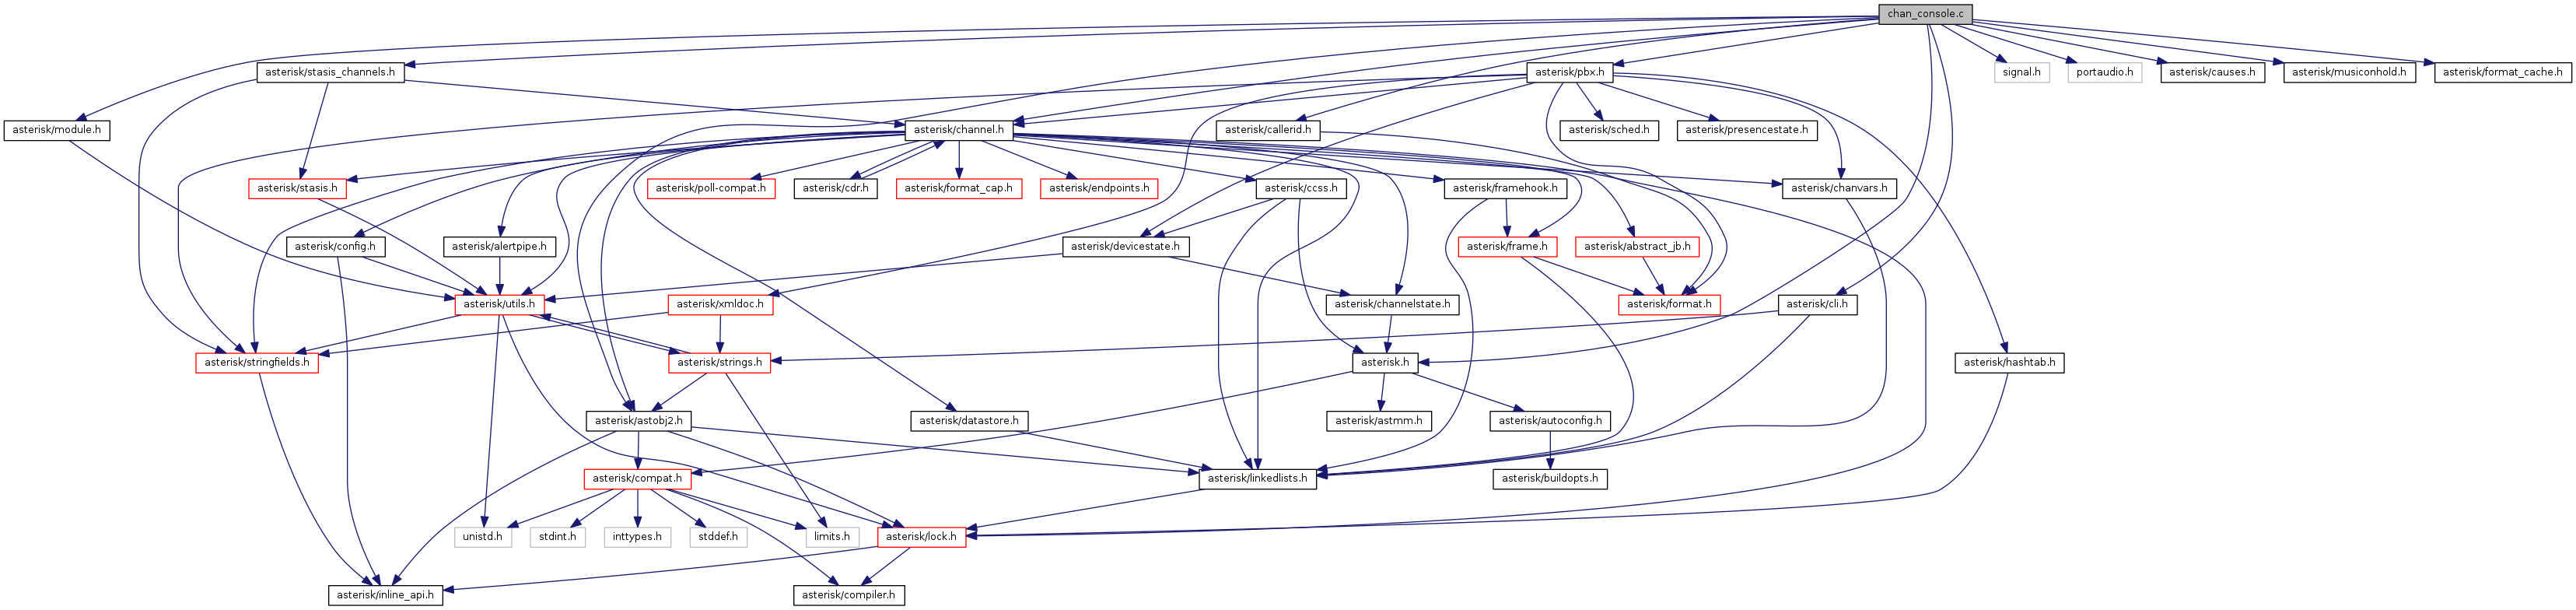 chan_console.c
asterisk/stasis_channels.h
asterisk/pbx.h
signal.h
portaudio.h
asterisk/causes.h
asterisk/musiconhold.h
asterisk/format_cache.h
asterisk/module.h
asterisk/channel.h
asterisk/callerid.h
asterisk/sched.h
asterisk/presencestate.h
asterisk/stasis.h
asterisk/poll-compat.h
asterisk/cdr.h
asterisk/format_cap.h
asterisk/endpoints.h
asterisk/ccss.h
asterisk/framehook.h
asterisk/chanvars.h
asterisk/config.h
asterisk/alertpipe.h
asterisk/devicestate.h
asterisk/frame.h
asterisk/abstract_jb.h
asterisk/utils.h
asterisk/xmldoc.h
asterisk/channelstate.h
asterisk/format.h
asterisk/cli.h
asterisk/stringfields.h
asterisk/strings.h
asterisk.h
asterisk/hashtab.h
asterisk/astobj2.h
asterisk/datastore.h
asterisk/astmm.h
asterisk/autoconfig.h
asterisk/compat.h
asterisk/linkedlists.h
asterisk/buildopts.h
unistd.h
stdint.h
inttypes.h
stddef.h
limits.h
asterisk/lock.h
asterisk/inline_api.h
asterisk/compiler.h